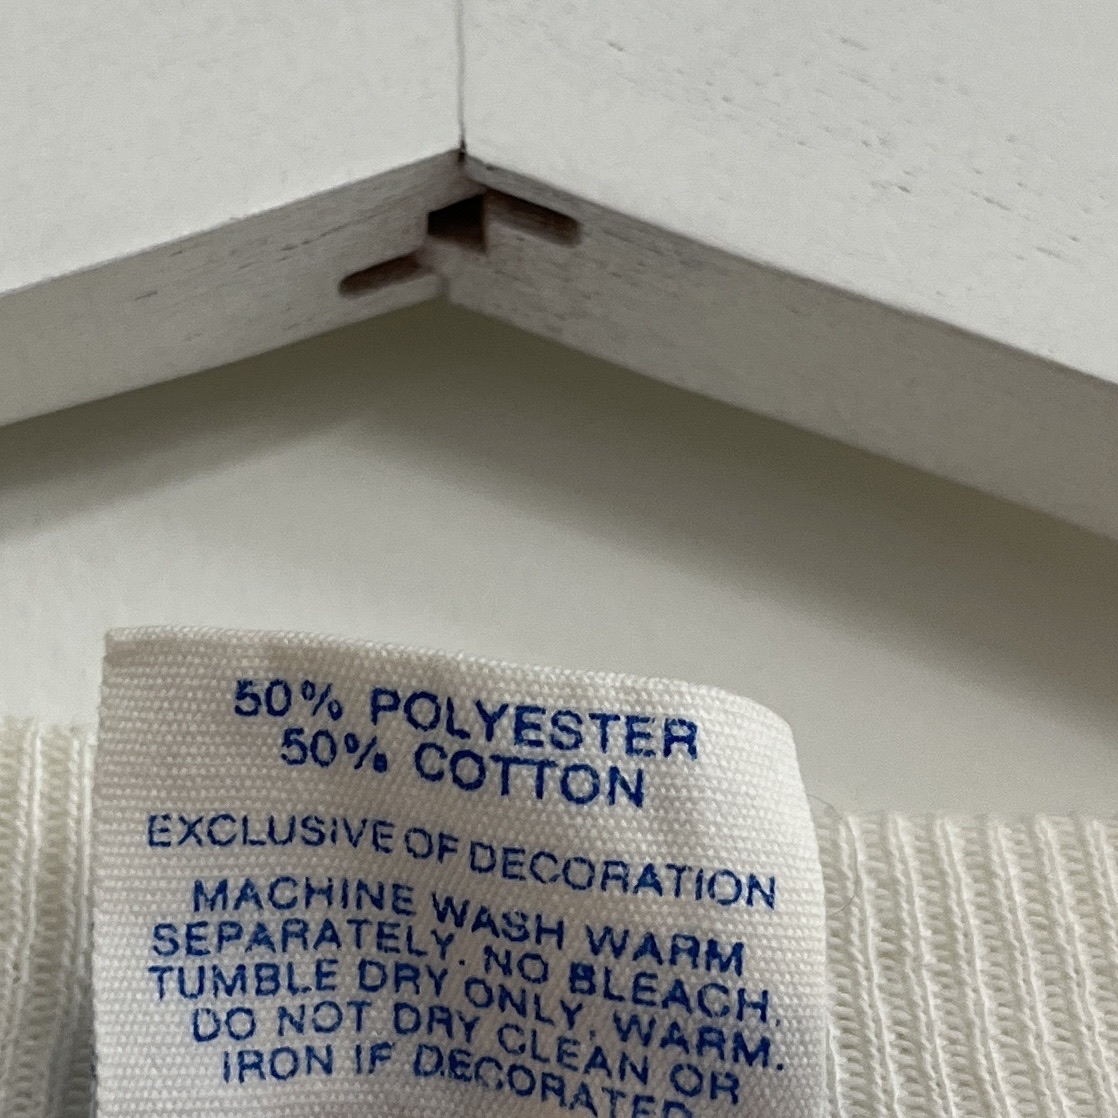 50% POLYESTER
50% COTTON
EXCLUSIVE OF DECORATION
MACHINE WASH WARM
SEPARATELY. NO BLEACH.
TUMBLE DRY ONLY, WARM.
DO NOT DRY CLEAN OR
IRON IF DECORATED